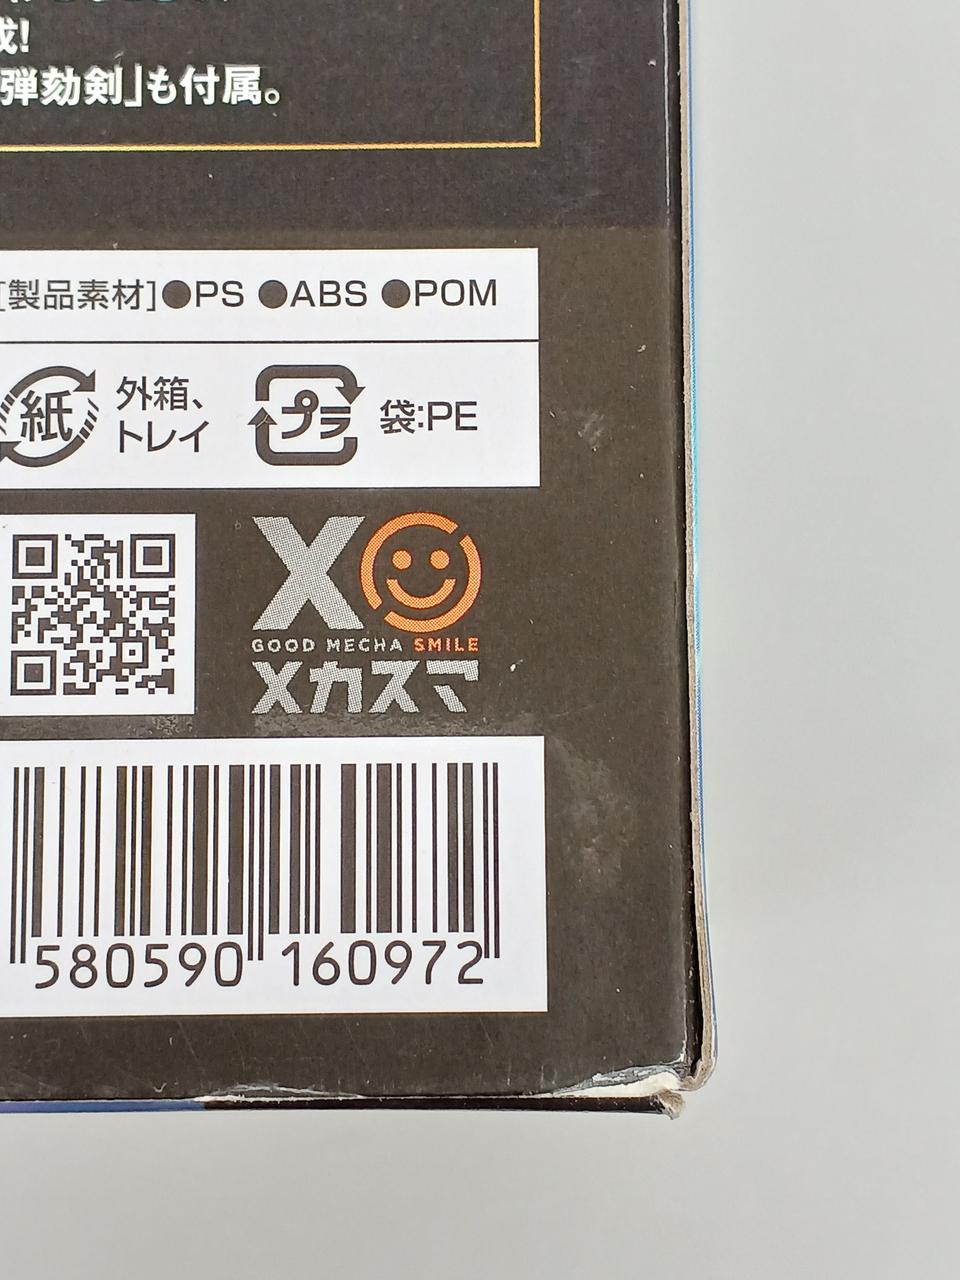 成!
弾劾剣」も付属。
[製品素材]●PS ●ABS ●POM
紙 外箱、
トレイ
プラ 袋:PE
GOOD MECHA SMILE
メカスマ
580590 160972